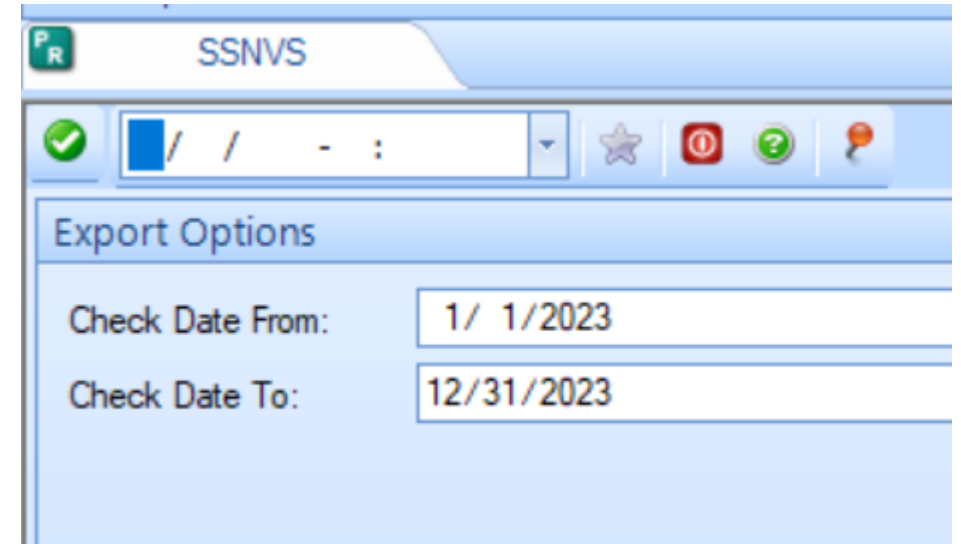 PR SSNVS
/ / - :
Export Options
Check Date From: 1/ 1/2023
Check Date To: 12/31/2023